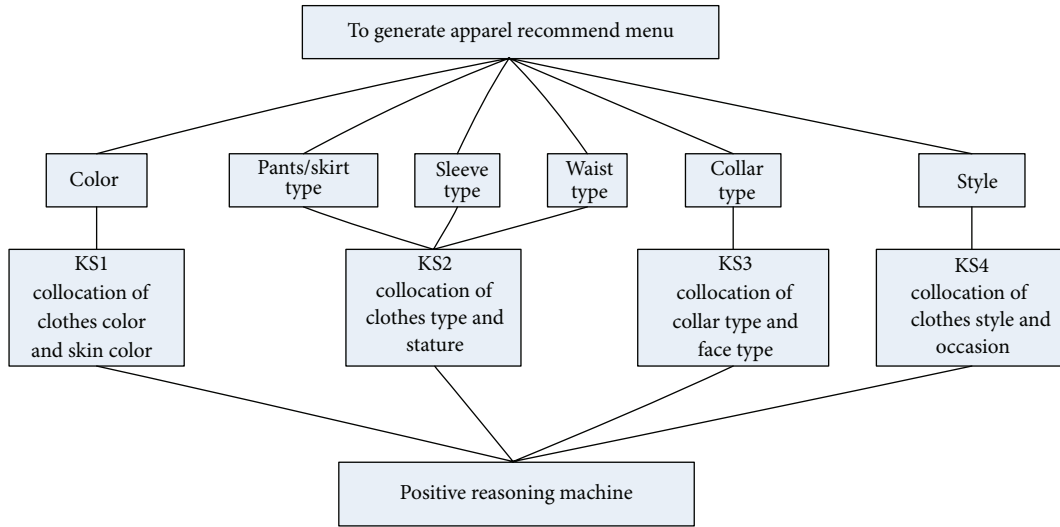 To generate apparel recommend menu
Color
Pants/skirt
type
Sleeve
type
Waist
type
Collar
type
Style
KS1
collocation of
clothes color
and skin color
KS2
collocation of
clothes type and
stature
KS3
collocation of
collar type and
face type
KS4
collocation of
clothes style and
occasion
Positive reasoning machine